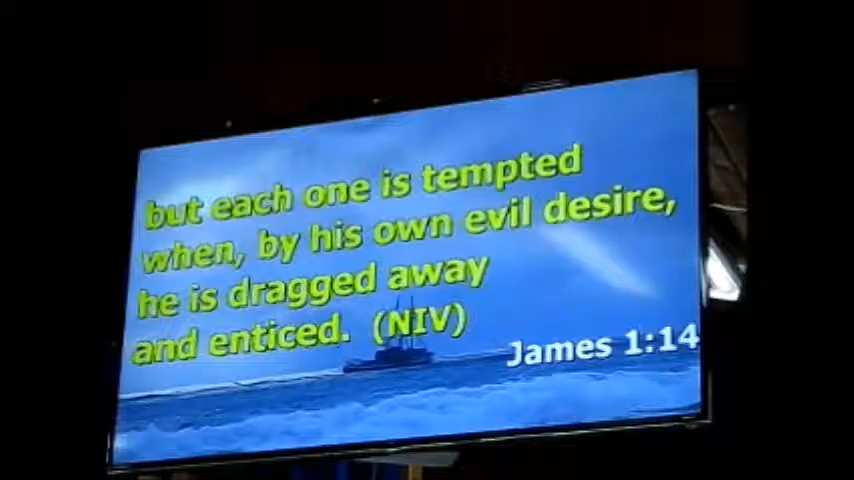 but each one is tempted
when, by his own evil desire,
he is dragged away
and enticed. (NIV)
James 1:14